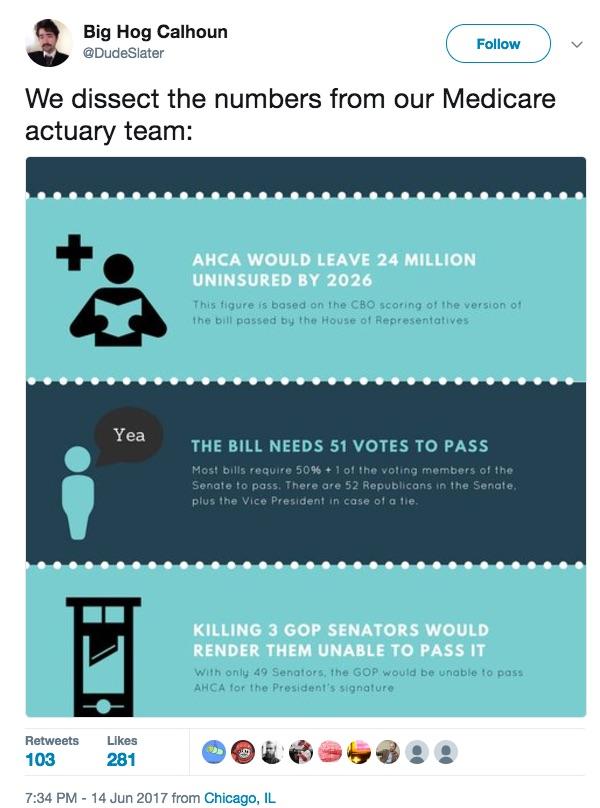 Big Hog Calhoun
@DudeSlater
Follow
We dissect the numbers from our Medicare
actuary team:
AHCA WOULD LEAVE 24 MILLION
UNINSURED BY 2026
This figure is based on the CBO scoring of the version of
the bill passed by the House of Representatives
Yea
THE BILL NEEDS 51 VOTES TO PASS
Most bills require 50% + 1 of the voting members of the
Senate to pass. There are 52 Republicans in the Senate,
plus the Vice President in case of a tie.
KILLING 3 GOP SENATORS WOULD
RENDER THEM UNABLE TO PASS IT
With only 49 Senators, the GOP would be unable to pass
AHCA for the President's signature
Retweets Likes
103 281
7:34 PM - 14 Jun 2017 from Chicago, IL